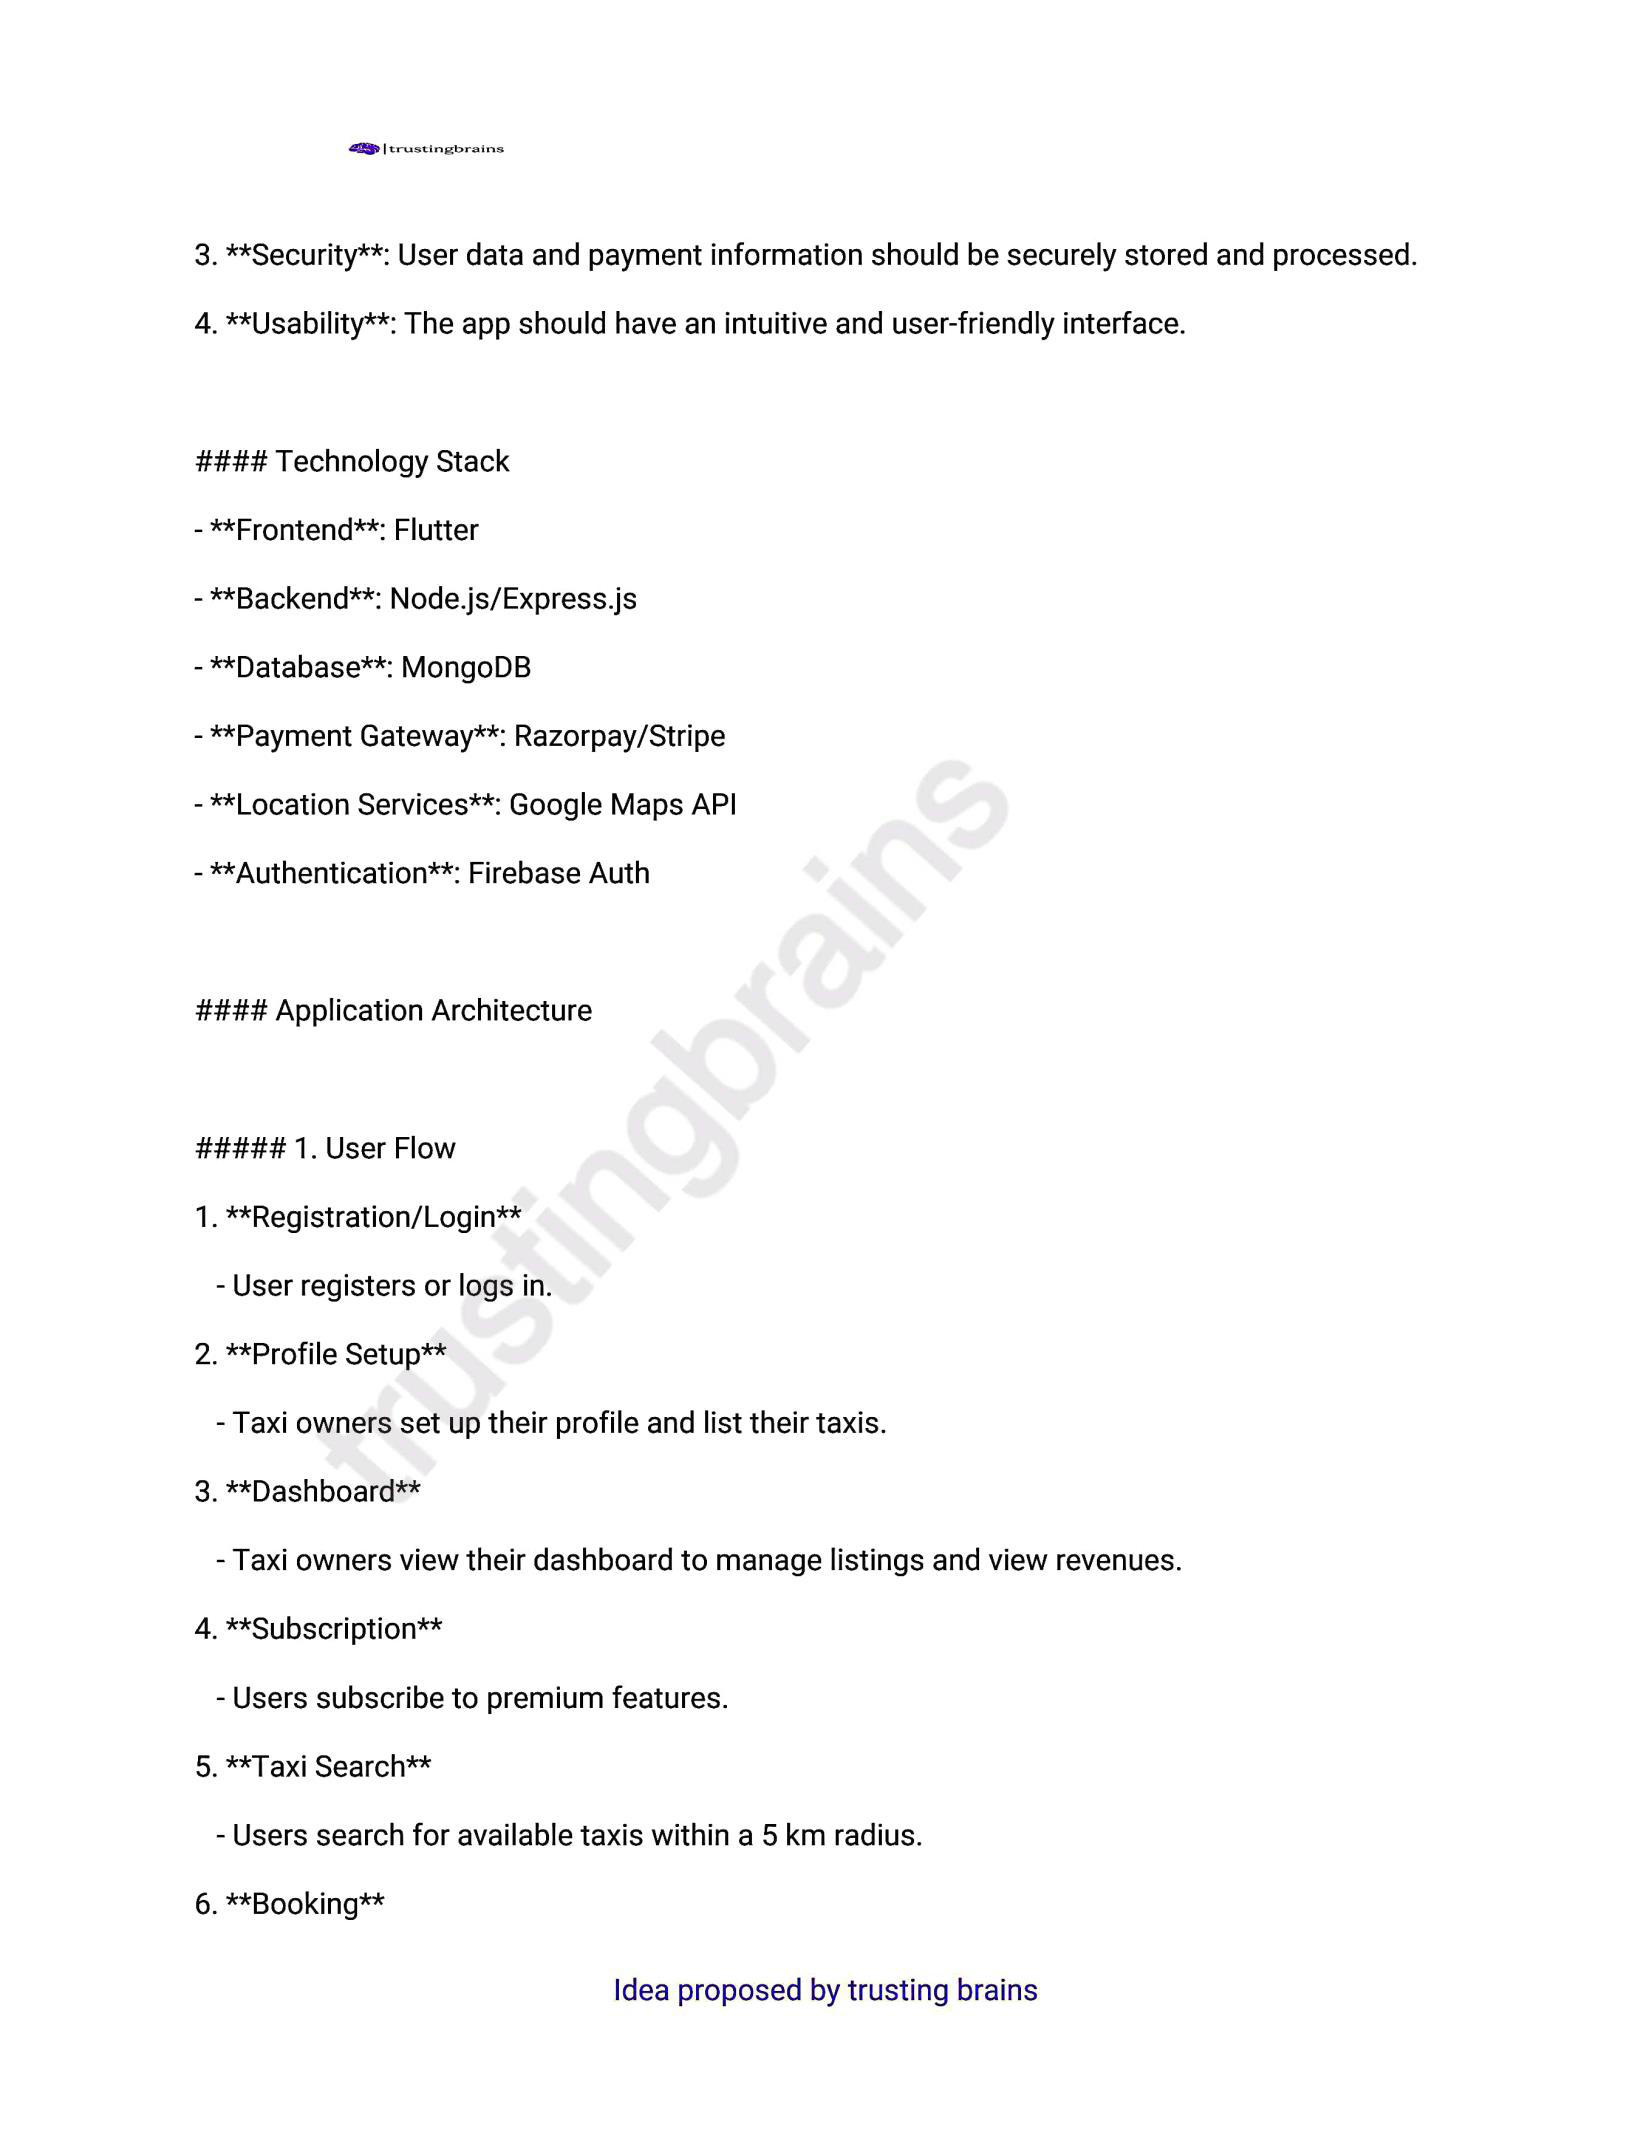 |trustingbrains
3. **Security**: User data and payment information should be securely stored and processed.
4. **Usability**: The app should have an intuitive and user-friendly interface.
#### Technology Stack
- **Frontend**: Flutter
- **Backend**: Node.js/Express.js
- **Database**: MongoDB
- **Payment Gateway**: Razorpay/Stripe
- **Location Services**: Google Maps API
- **Authentication**: Firebase Auth
#### Application Architecture
##### 1. User Flow
1. **Registration/Login**
- User registers or logs in.
2. **Profile Setup**
- Taxi owners set up their profile and list their taxis.
3. **Dashboard**
- Taxi owners view their dashboard to manage listings and view revenues.
4. **Subscription**
- Users subscribe to premium features.
5. **Taxi Search**
- Users search for available taxis within a 5 km radius.
6. **Booking**
trustingbrains
Idea proposed by trusting brains